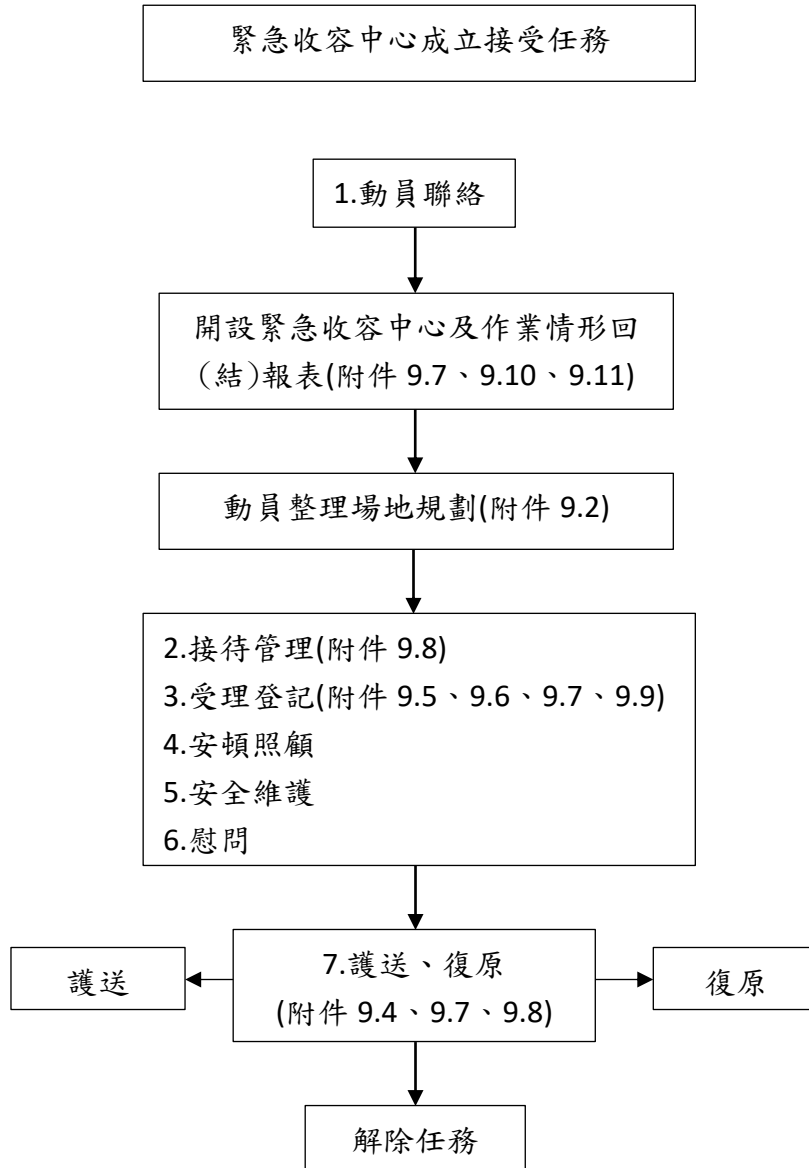 緊急收容中心成立接受任務
1.動員聯絡
開設緊急收容中心及作業情形回
（結）報表(附件 9.7、9.10、9.11)
動員整理場地規劃(附件 9.2)
2.接待管理(附件 9.8)
3.受理登記(附件 9.5、9.6、9.7、9.9)
4.安頓照顧
5.安全維護
6.慰問
護送
7.護送、復原
(附件 9.4、9.7、9.8)
復原
解除任務